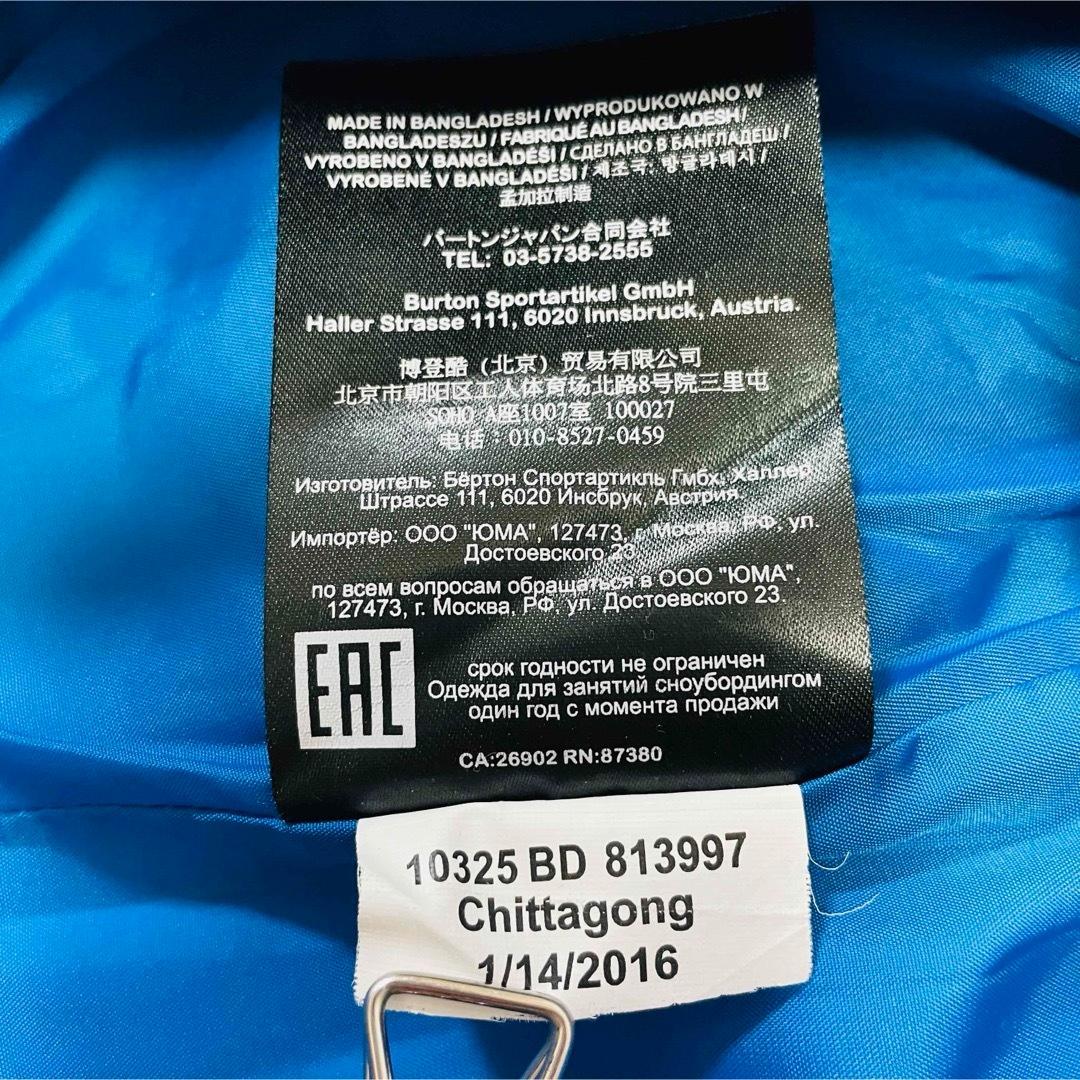 MADE IN BANGLADESH / WYPRODUKOWANO W
BANGLADESZU / FABRIQUÉ AU BANGLADESH /
VYROBENO V BANGLADÉŠI / СДЕЛАНО В БАНГЛАДЕШ /
VYROBENÉ V BANGLADÉŠI / 제조국: 방글라데시 /
孟加拉制造
バートンジャパン合同会社
TEL: 03-5738-2555
Burton Sportartikel GmbH
Haller Strasse 111, 6020 Innsbruck, Austria.
博登酷（北京）贸易有限公司
北京市朝阳区工人体育场北路8号院三里屯
SOHO A座1007室 100027
电话：010-8527-0459
Изготовитель: Бёртон Спортартикль Гмбх, Халлер
Штрассе 111, 6020 Инсбрук, Австрия
Импортёр: ООО "ЮМА", 127473, г. Москва, РФ, ул.
Достоевского 23
по всем вопросам обращаться в ООО "ЮМА",
127473, г. Москва, РФ, ул. Достоевского 23.
EAC
срок годности не ограничен
Одежда для занятий сноубордингом
один год с момента продажи
CA:26902 RN:87380
10325 BD 813997
Chittagong
1/14/2016